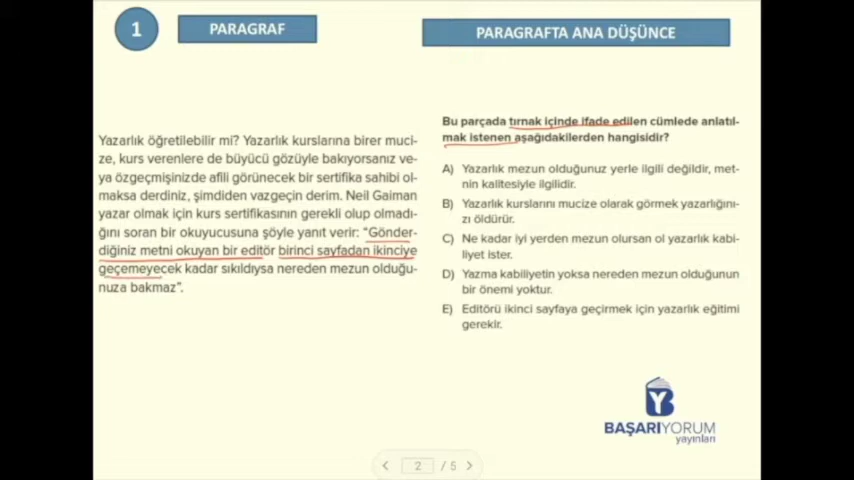 1
PARAGRAF
PARAGRAFTA ANA DÜŞÜNCE
Yazarlık öğretilebilir mi? Yazarlık kurslarına birer muci-
ze, kurs verenlere de büyücü gözüyle bakıyorsanız ve-
ya özgeçmişinizde afili görünecek bir sertifika sahibi ol-
maksa derdiniz, şimdiden vazgeçin derim. Neil Gaiman
yazar olmak için kurs sertifikasının gerekli olup olmadı-
ğını soran bir okuyucusuna şöyle yanıt verir: “Gönder-
diğiniz metni okuyan bir editör birinci sayfadan ikinciye
geçemeyecek kadar sıkıldıysa nereden mezun olduğu-
nuza bakmaz”.
Bu parçada tırnak içinde ifade edilen cümlede anlatıl-
mak istenen aşağıdakilerden hangisidir?
A) Yazarlık mezun olduğunuz yerle ilgili değildir, met-
nin kalitesiyle ilgilidir.
B) Yazarlık kurslarını mucize olarak görmek yazarlığını-
zı öldürür.
C) Ne kadar iyi yerden mezun olursan ol yazarlık kabi-
liyet ister.
D) Yazma kabiliyetin yoksa nereden mezun olduğunun
bir önemi yoktur.
E) Editörü ikinci sayfaya geçirmek için yazarlık eğitimi
gerekir.
BAŞARIYORUM
yayınları
2 / 5